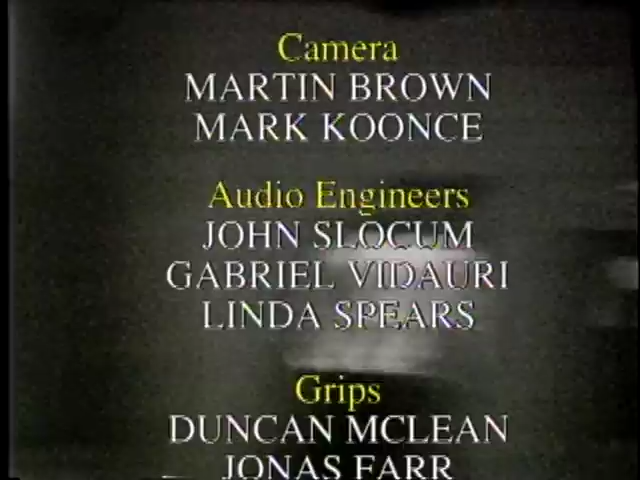 Camera
MARTIN BROWN
MARK KOONCE
Audio Engineers
JOHN SLOCUM
GABRIEL VIDAURI
LINDA SPEARS
Grips
DUNCAN MCLEAN
JONAS FARR